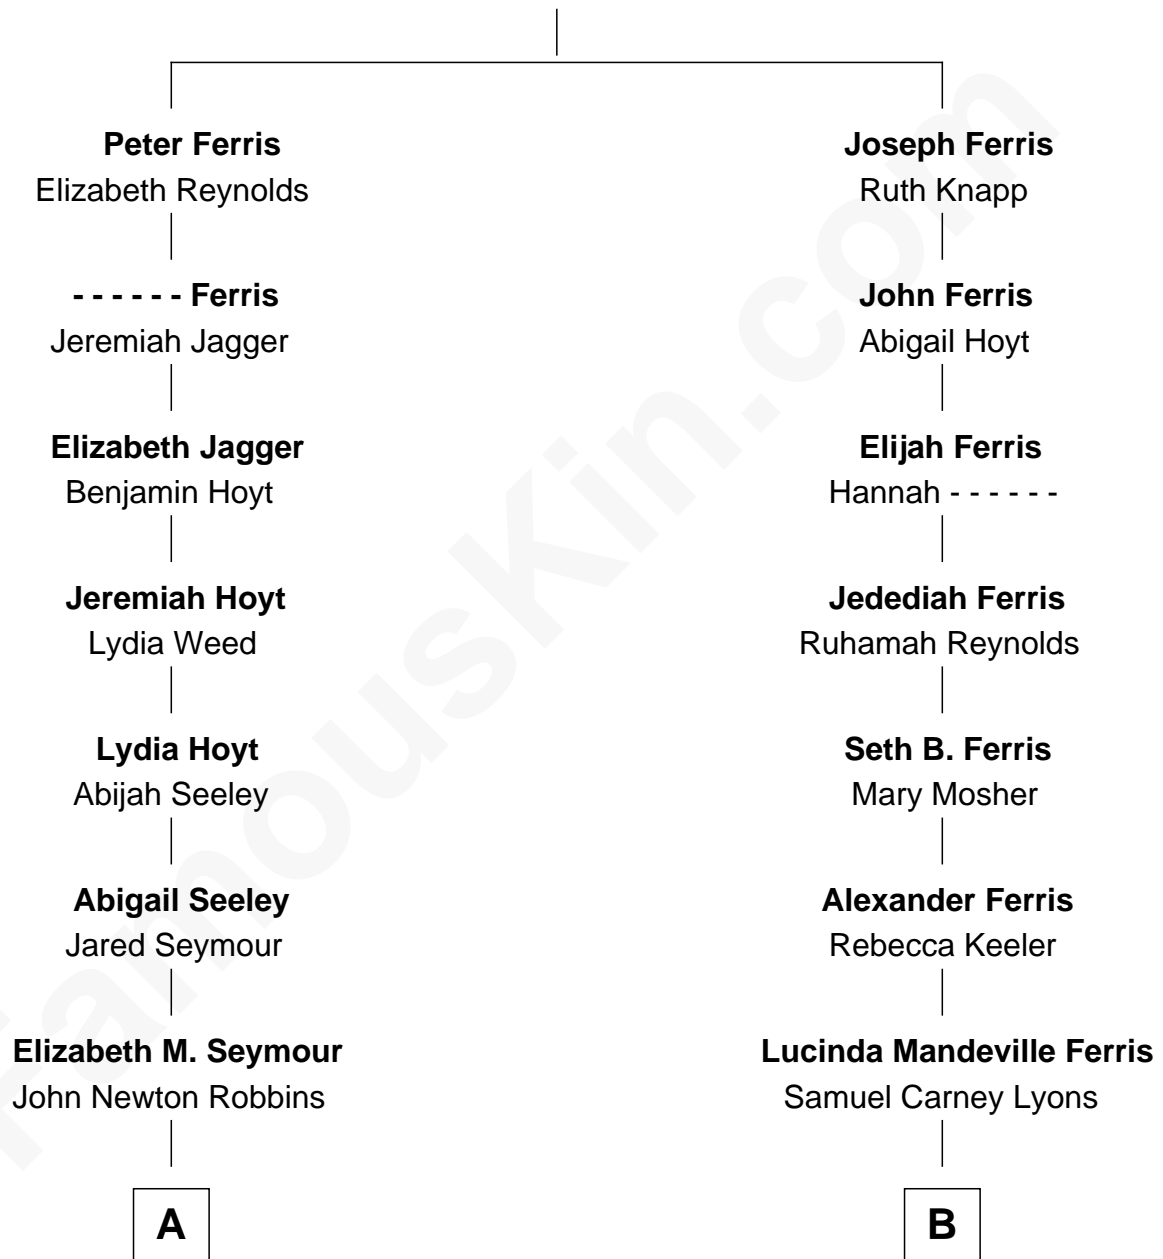 Peter Ferris
Elizabeth Reynolds
- - - - - - Ferris
Jeremiah Jagger
Elizabeth Jagger
Benjamin Hoyt
Jeremiah Hoyt
Lydia Weed
Lydia Hoyt
Abijah Seeley
Abigail Seeley
Jared Seymour
Elizabeth M. Seymour
John Newton Robbins
A
Joseph Ferris
Ruth Knapp
John Ferris
Abigail Hoyt
Elijah Ferris
Hannah - - - - - -
Jedediah Ferris
Ruhamah Reynolds
Seth B. Ferris
Mary Mosher
Alexander Ferris
Rebecca Keeler
Lucinda Mandeville Ferris
Samuel Carney Lyons
B
FamousKin.com